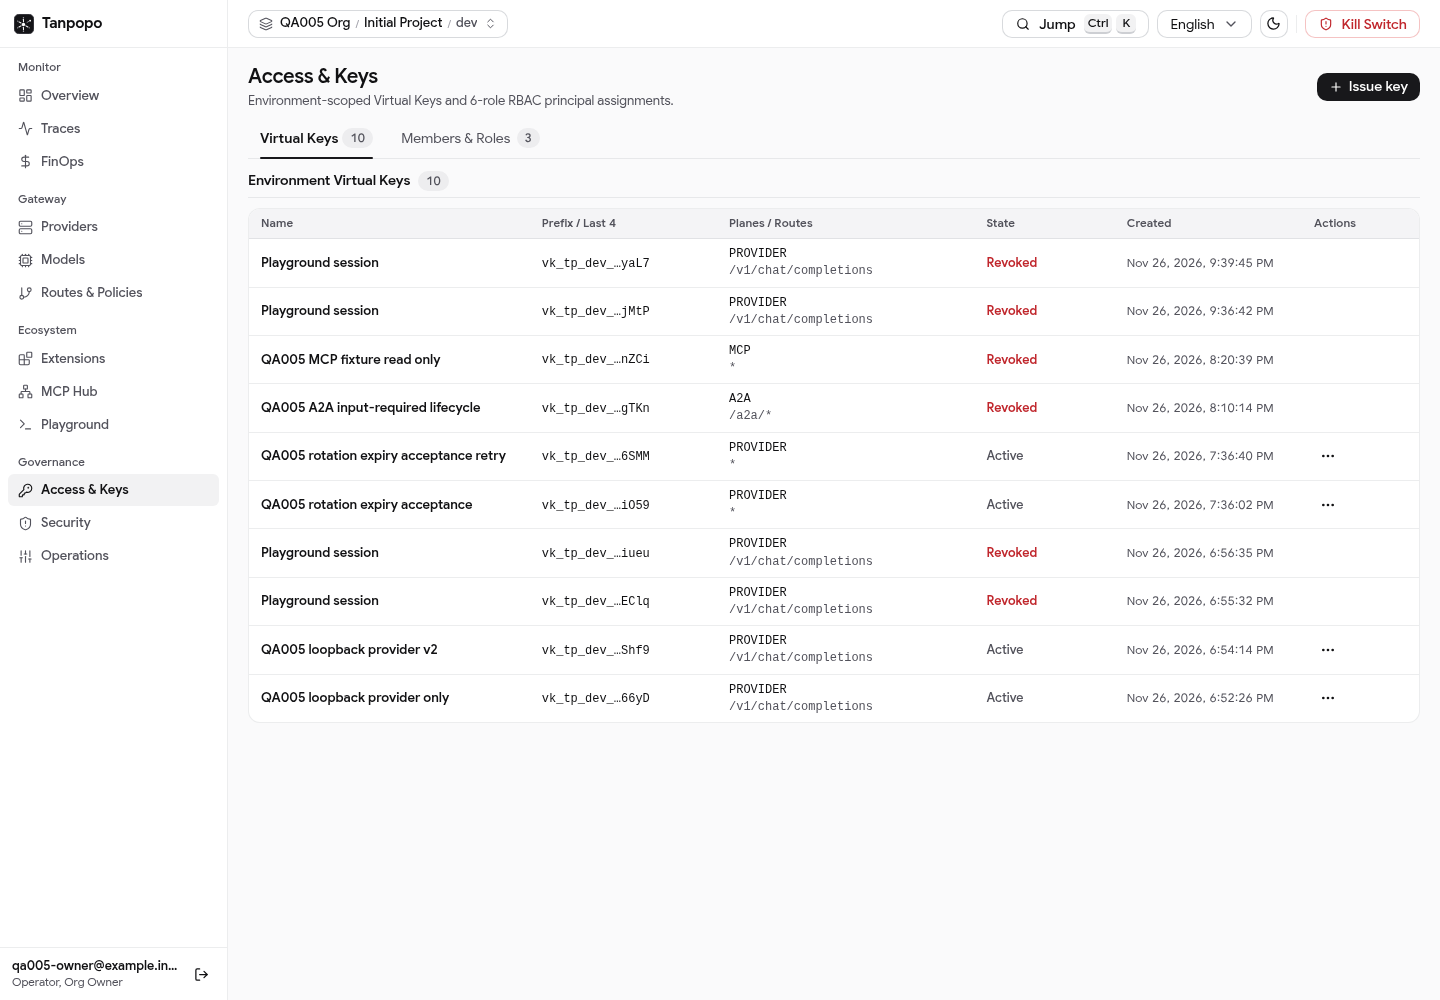 Tanpopo
QA005 Org / Initial Project / dev
Jump Ctrl K
English
Kill Switch
Monitor
Overview
Traces
FinOps
Gateway
Providers
Models
Routes & Policies
Ecosystem
Extensions
MCP Hub
Playground
Governance
Access & Keys
Security
Operations
qa005-owner@example.in...
Operator, Org Owner
Access & Keys
Environment-scoped Virtual Keys and 6-role RBAC principal assignments.
+ Issue key
Virtual Keys 10 Members & Roles 3
Environment Virtual Keys 10
Name Prefix / Last 4 Planes / Routes State Created Actions
Playground session vk_tp_dev_…yaL7 PROVIDER Revoked Nov 26, 2026, 9:39:45 PM
/v1/chat/completions
Playground session vk_tp_dev_…jMtP PROVIDER Revoked Nov 26, 2026, 9:36:42 PM
/v1/chat/completions
QA005 MCP fixture read only vk_tp_dev_…nZCi MCP Revoked Nov 26, 2026, 8:20:39 PM
*
QA005 A2A input-required lifecycle vk_tp_dev_…gTKn A2A Revoked Nov 26, 2026, 8:10:14 PM
/a2a/*
QA005 rotation expiry acceptance retry vk_tp_dev_…6SMM PROVIDER Active Nov 26, 2026, 7:36:40 PM ...
*
QA005 rotation expiry acceptance vk_tp_dev_…iO59 PROVIDER Active Nov 26, 2026, 7:36:02 PM ...
*
Playground session vk_tp_dev_…iueu PROVIDER Revoked Nov 26, 2026, 6:56:35 PM
/v1/chat/completions
Playground session vk_tp_dev_…EClq PROVIDER Revoked Nov 26, 2026, 6:55:32 PM
/v1/chat/completions
QA005 loopback provider v2 vk_tp_dev_…Shf9 PROVIDER Active Nov 26, 2026, 6:54:14 PM ...
/v1/chat/completions
QA005 loopback provider only vk_tp_dev_…66yD PROVIDER Active Nov 26, 2026, 6:52:26 PM ...
/v1/chat/completions